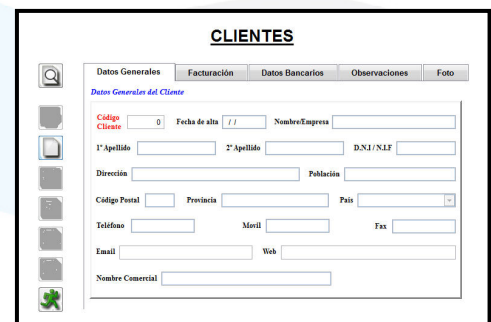 CLIENTES
Datos Generales Facturación Datos Bancarios Observaciones Foto
Datos Generales del Cliente
Código Cliente 0 Fecha de alta / / Nombre/Empresa
1º Apellido 2º Apellido D.N.I / N.I.F
Dirección Población
Código Postal Provincia País
Teléfono Movil Fax
Email Web
Nombre Comercial